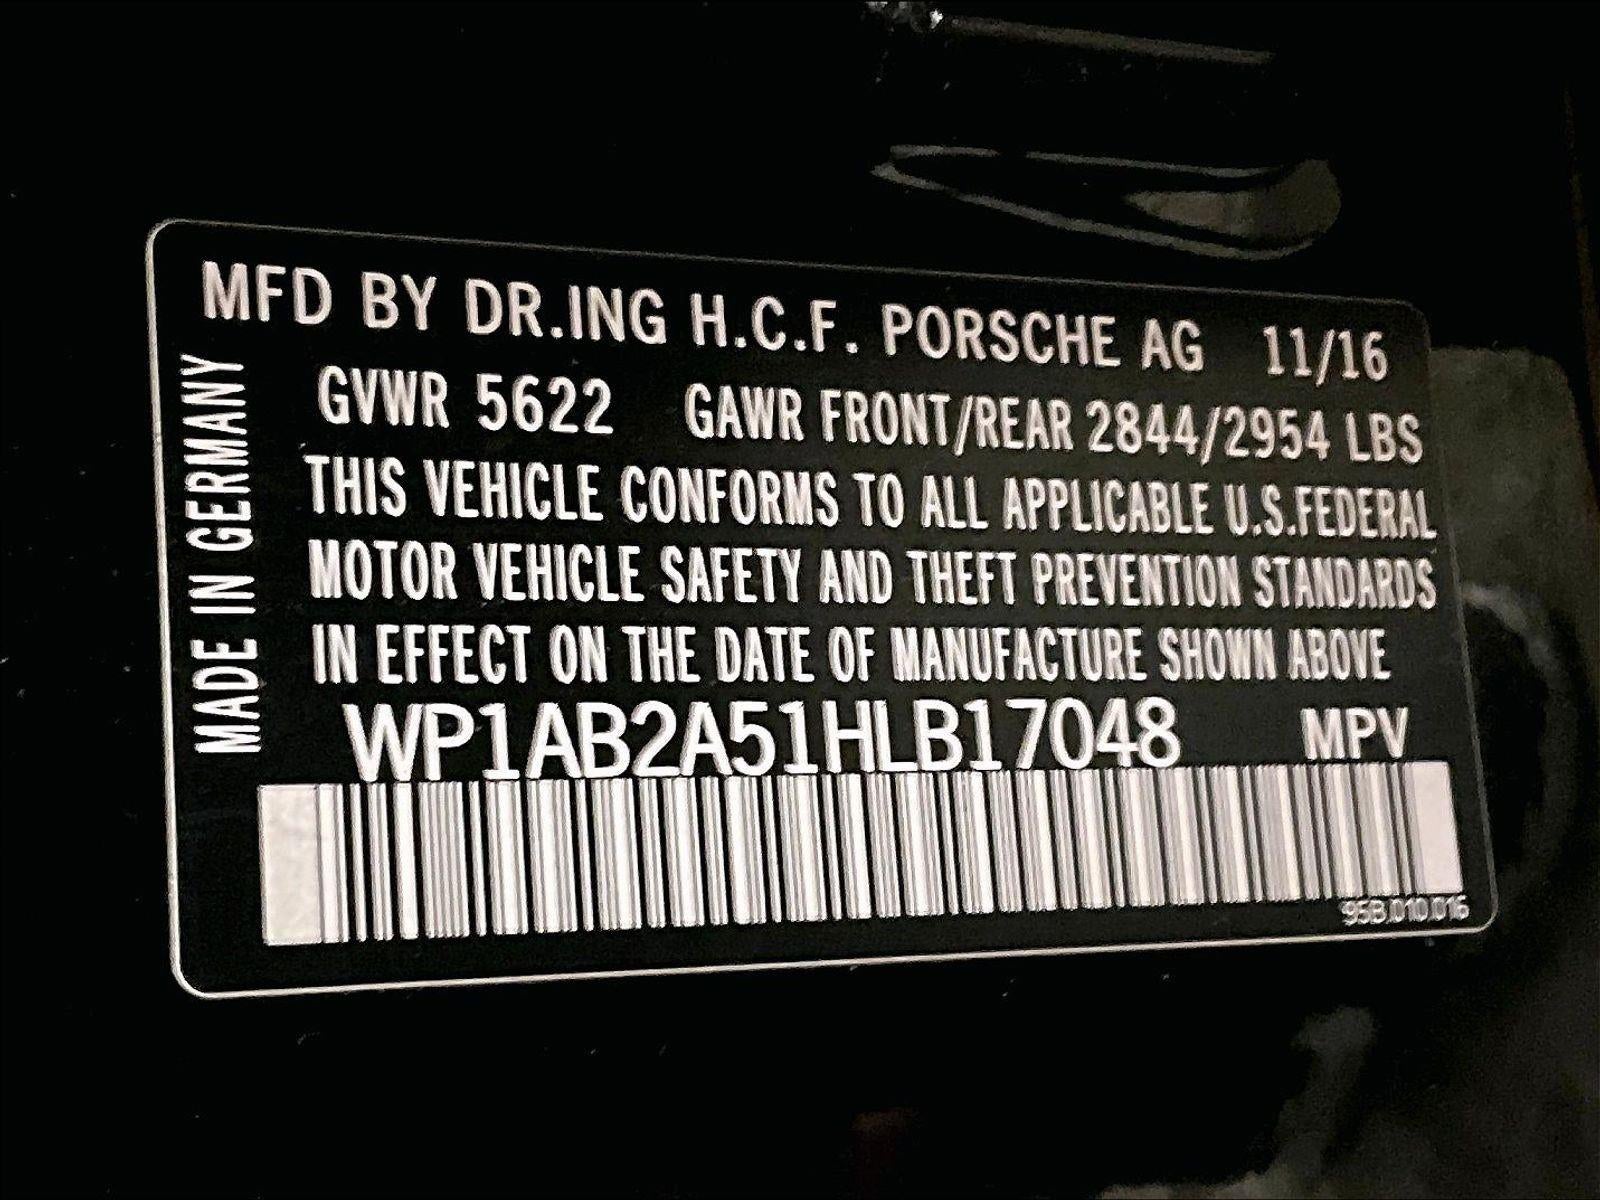 MFD BY DR.ING H.C.F. PORSCHE AG 11/16
GVWR 5622 GAWR FRONT/REAR 2844/2954 LBS
THIS VEHICLE CONFORMS TO ALL APPLICABLE U.S.FEDERAL
MOTOR VEHICLE SAFETY AND THEFT PREVENTION STANDARDS
IN EFFECT ON THE DATE OF MANUFACTURE SHOWN ABOVE
WP1AB2A51HLB17048 MPV
95B.010.016
MADE IN GERMANY